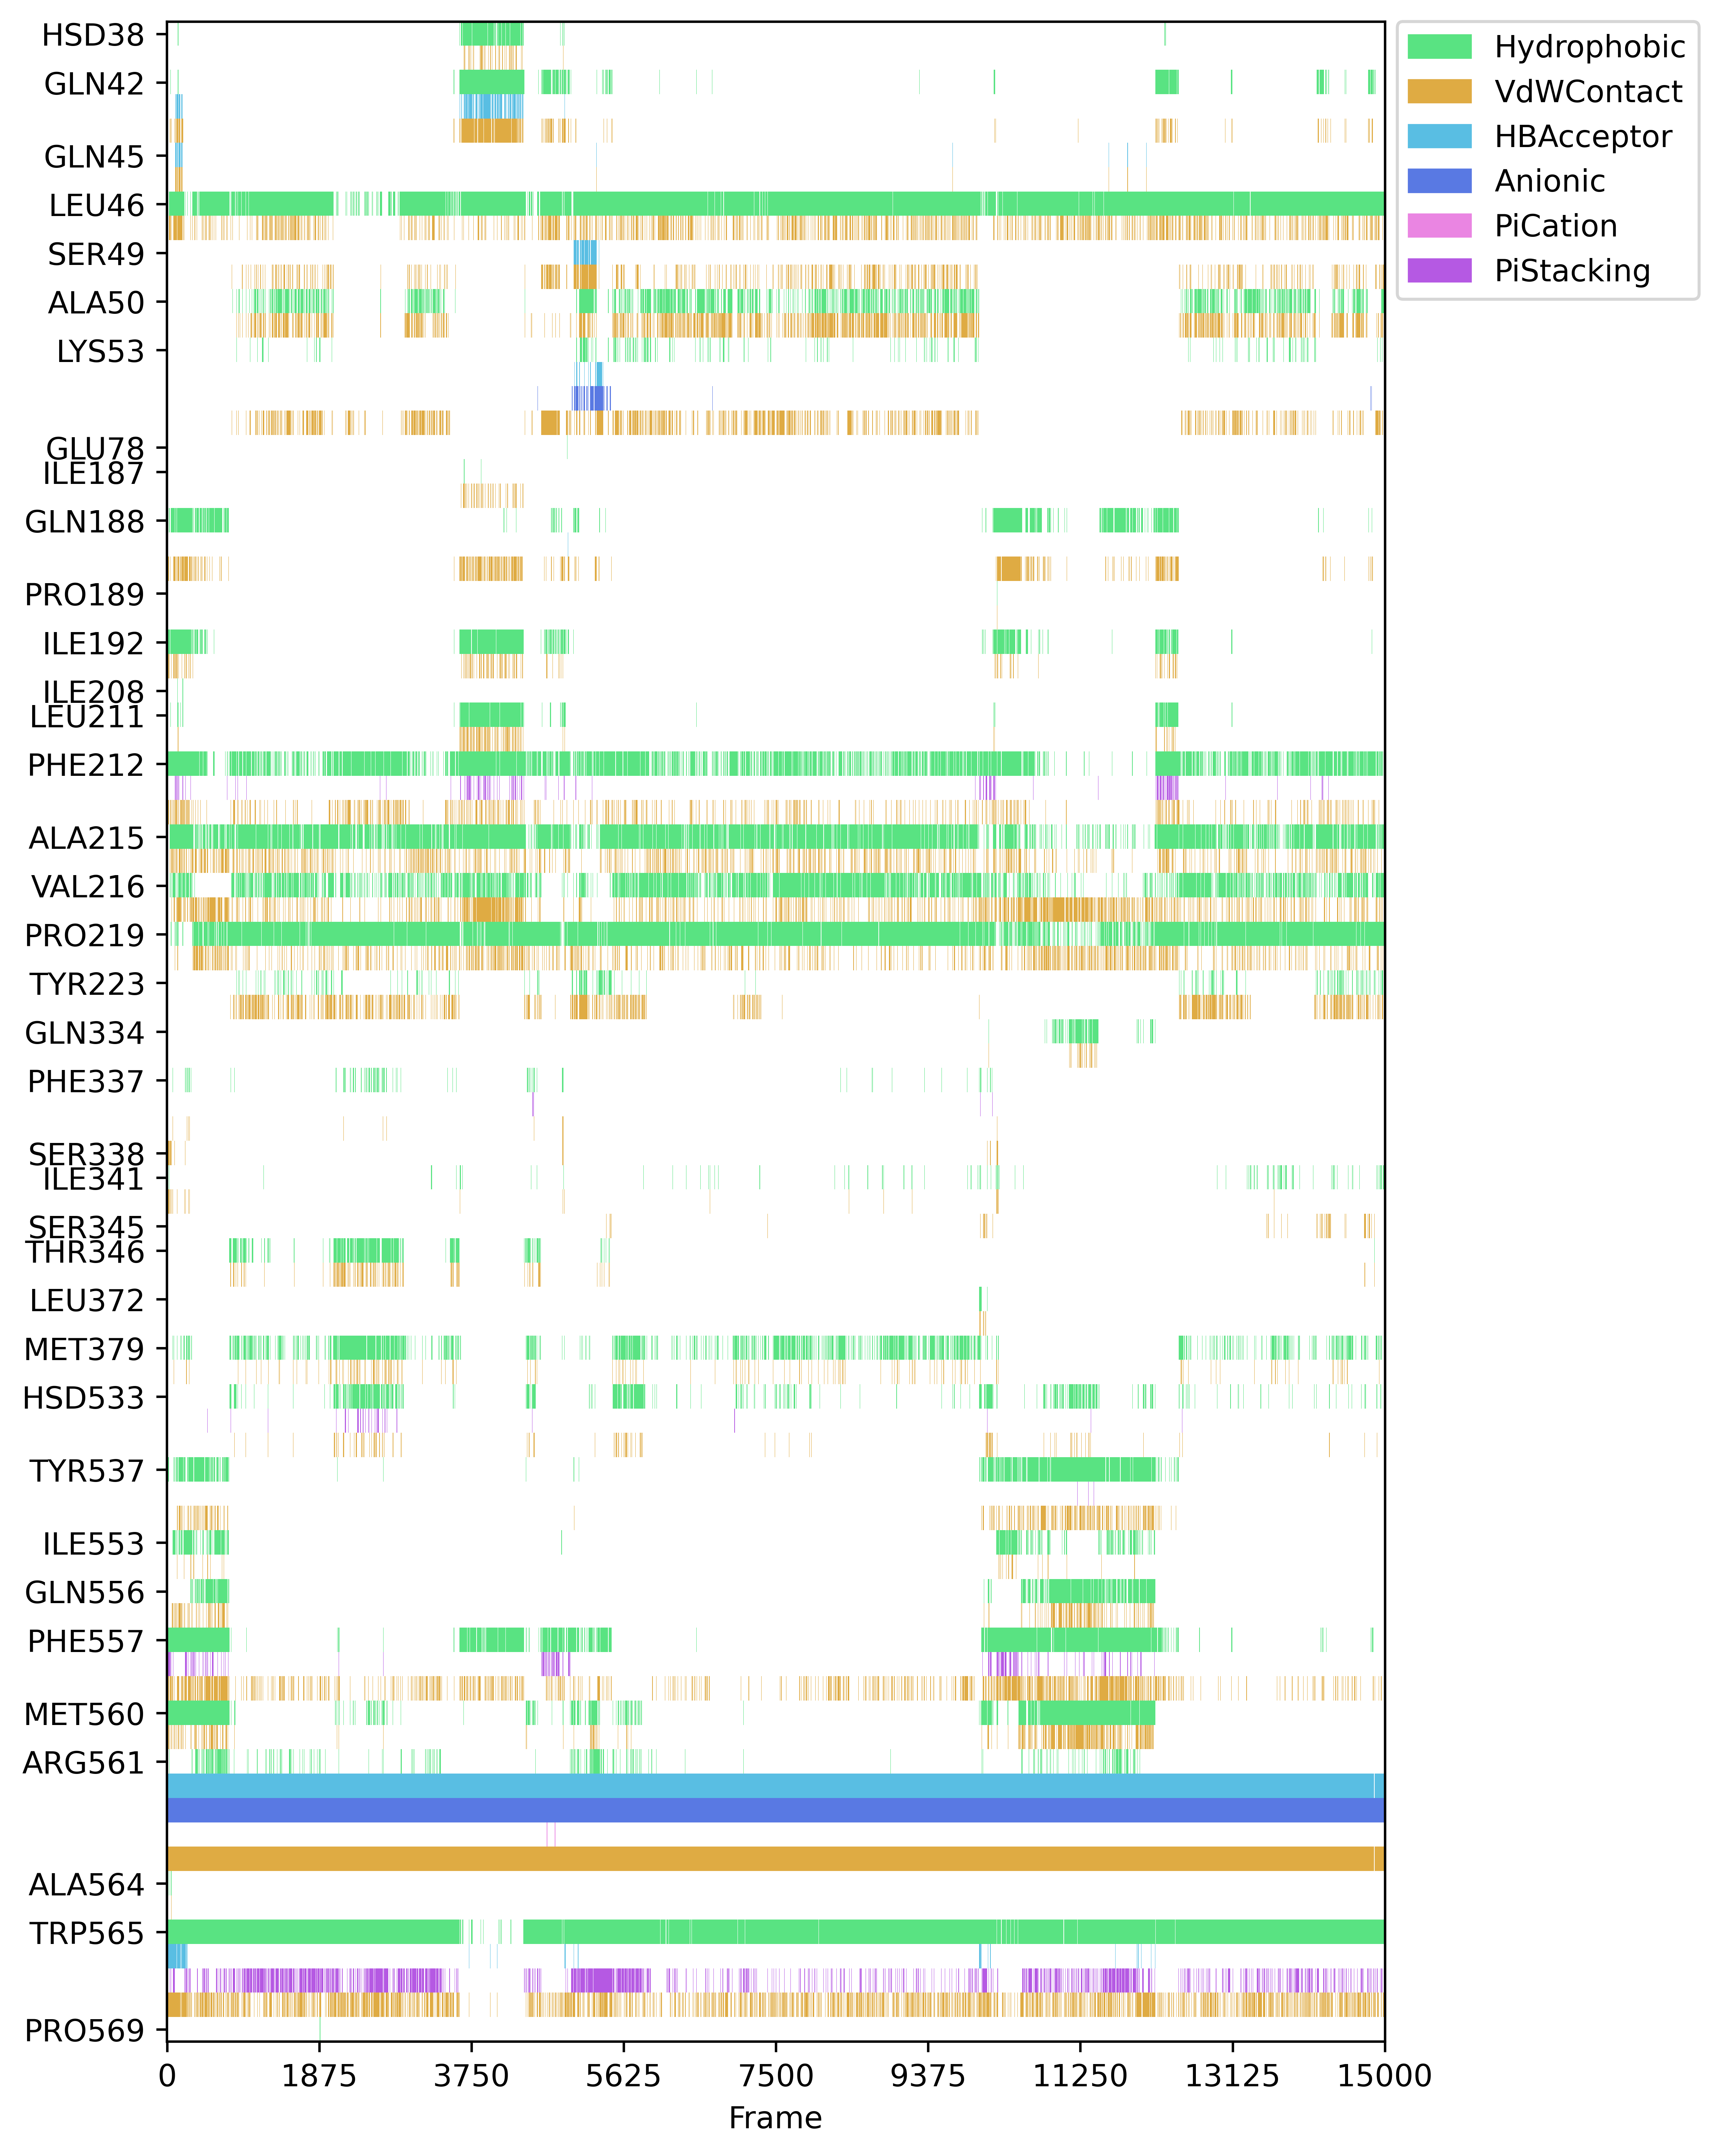 HSD38
GLN42
GLN45
LEU46
SER49
ALA50
LYS53
GLU78
ILE187
GLN188
PRO189
ILE192
ILE208
LEU211
PHE212
ALA215
VAL216
PRO219
TYR223
GLN334
PHE337
SER338
ILE341
SER345
THR346
LEU372
MET379
HSD533
TYR537
ILE553
GLN556
PHE557
MET560
ARG561
ALA564
TRP565
PRO569
0 1875 3750 5625 7500 9375 11250 13125 15000
Frame
Hydrophobic
VdWContact
HBAcceptor
Anionic
PiCation
PiStacking